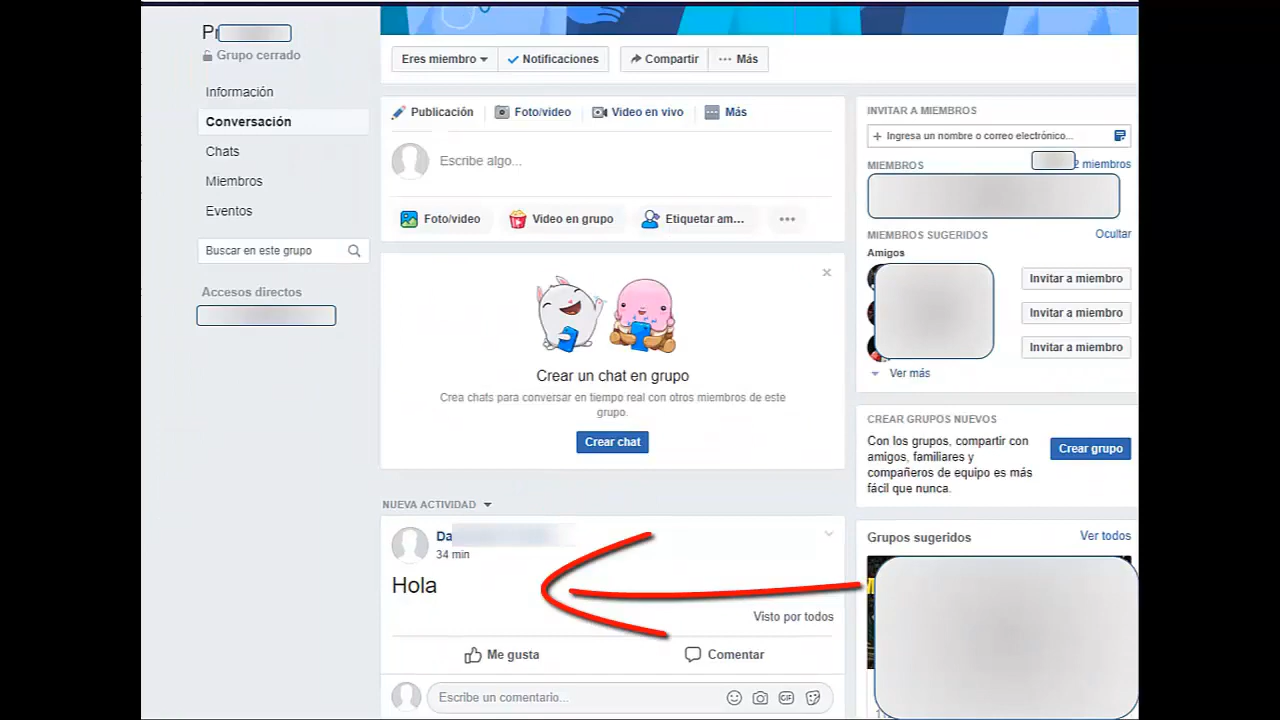 Pr
Grupo cerrado
Información
Conversación
Chats
Miembros
Eventos
Buscar en este grupo
Accesos directos
Eres miembro
Notificaciones
Compartir
Más
Publicación
Foto/video
Video en vivo
Más
Escribe algo...
Foto/video
Video en grupo
Etiquetar am...
Crear un chat en grupo
Crea chats para conversar en tiempo real con otros miembros de este
grupo.
Crear chat
NUEVA ACTIVIDAD
Da
34 min
Hola
Visto por todos
Me gusta
Comentar
Escribe un comentario...
GIF
INVITAR A MIEMBROS
+ Ingresa un nombre o correo electrónico...
MIEMBROS
2 miembros
MIEMBROS SUGERIDOS
Ocultar
Amigos
Invitar a miembro
Invitar a miembro
Invitar a miembro
Ver más
CREAR GRUPOS NUEVOS
Con los grupos, compartir con
amigos, familiares y
compañeros de equipo es más
fácil que nunca.
Crear grupo
Grupos sugeridos
Ver todos